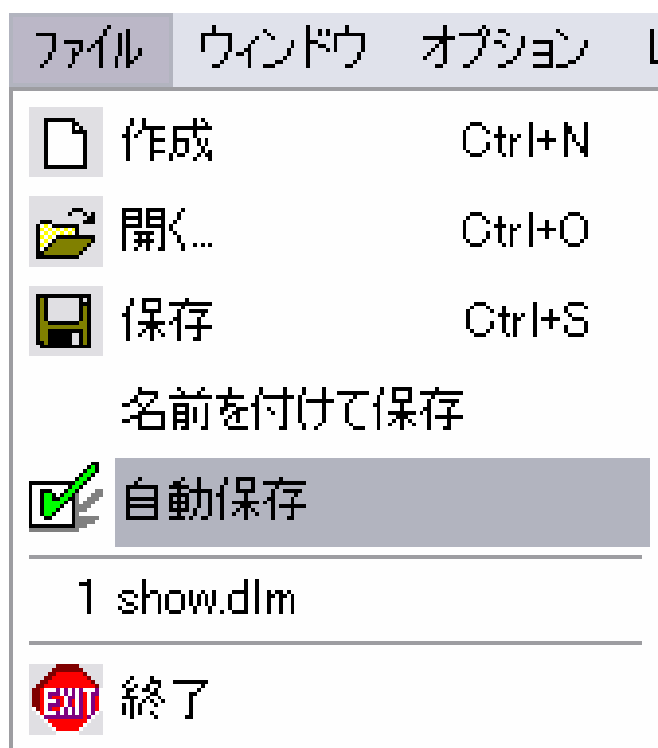 ファイル ウィンドウ オプション
作成 Ctrl+N
開く... Ctrl+O
保存 Ctrl+S
名前を付けて保存
自動保存
1 show.dlm
EXIT 終了